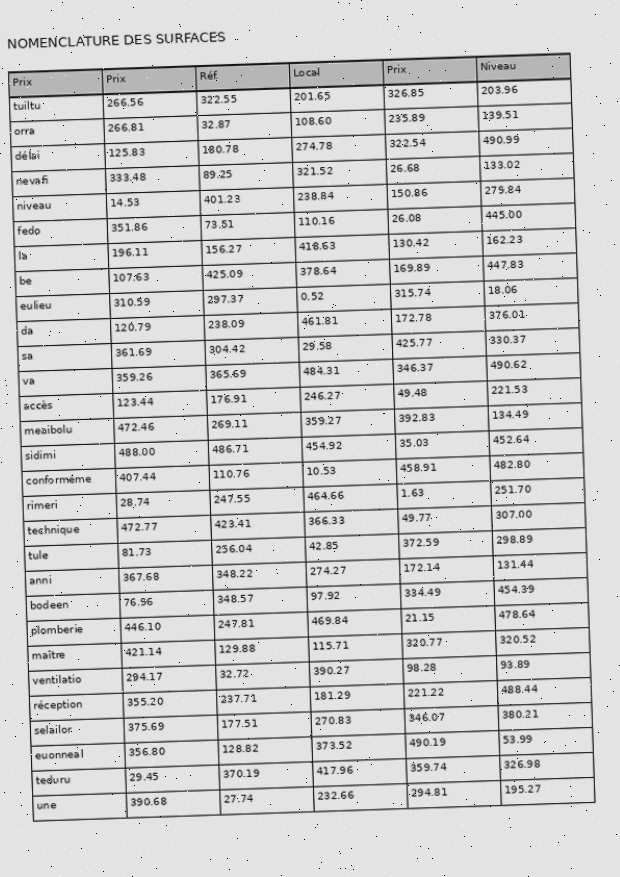 NOMENCLATURE DES SURFACES
Prix Prix Réf. Local Prix Niveau
tuiltu 266.56 322.55 201.65 326.85 203.96
orra 266.81 32.87 108.60 235.89 139.51
délai 125.83 180.78 274.78 322.54 490.99
nevafi 333.48 89.25 321.52 26.68 133.02
niveau 14.53 401.23 238.84 150.86 279.84
fedo 351.86 73.51 110.16 26.08 445.00
la 196.11 156.27 418.63 130.42 162.23
be 107.63 425.09 378.64 169.89 447.83
eulieu 310.59 297.37 0.52 315.74 18.06
da 120.79 238.09 461.81 172.78 376.01
sa 361.69 304.42 29.58 425.77 330.37
va 359.26 365.69 484.31 346.37 490.62
accès 123.44 176.91 246.27 49.48 221.53
meaibolu 472.46 269.11 359.27 392.83 134.49
sidimi 488.00 486.71 454.92 35.03 452.64
conforméme 407.44 110.76 10.53 458.91 482.80
rimeri 28.74 247.55 464.66 1.63 251.70
technique 472.77 423.41 366.33 49.77 307.00
tule 81.73 256.04 42.85 372.59 298.89
anni 367.68 348.22 274.27 172.14 131.44
bodeen 76.96 348.57 97.92 334.49 454.39
plomberie 446.10 247.81 469.84 21.15 478.64
maître 421.14 129.88 115.71 320.77 320.52
ventilatio 294.17 32.72 390.27 98.28 93.89
réception 355.20 237.71 181.29 221.22 488.44
selailor 375.69 177.51 270.83 346.07 380.21
euonneal 356.80 128.82 373.52 490.19 53.99
teduru 29.45 370.19 417.96 359.74 326.98
une 390.68 27.74 232.66 294.81 195.27